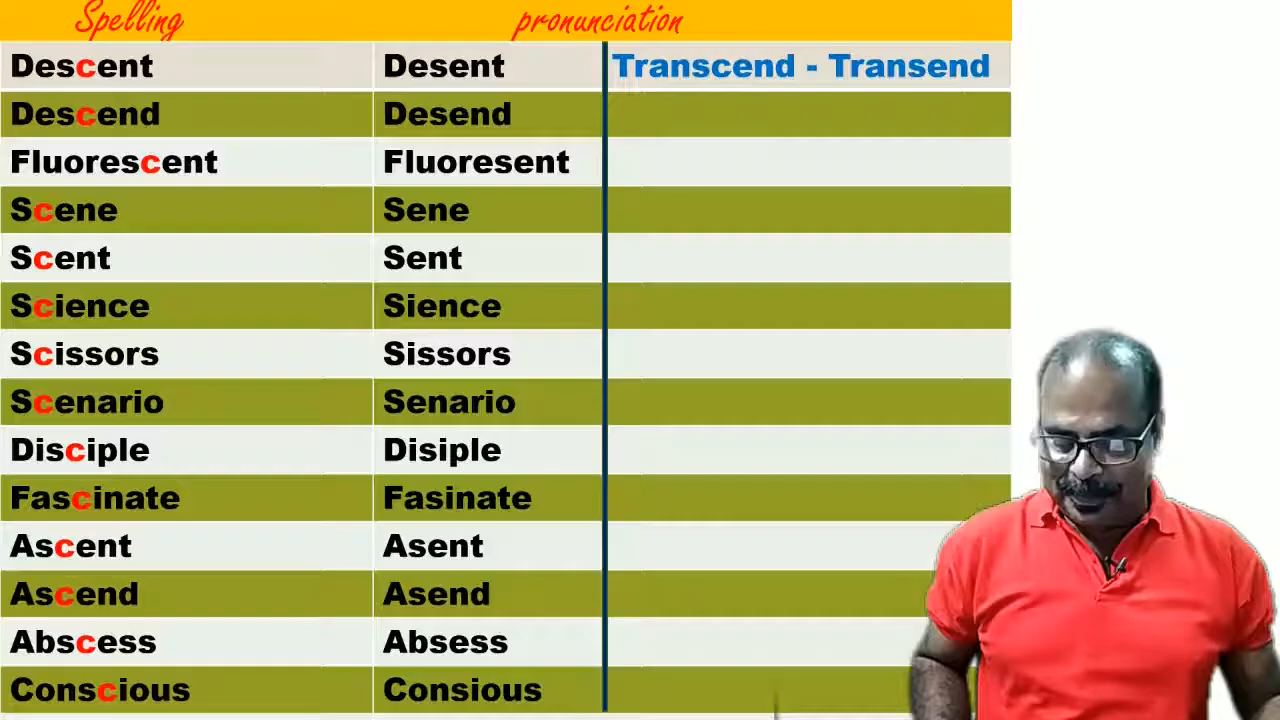 Spelling pronunciation
Descent Desent Transcend - Transend
Descend Desend
Fluorescent Fluoresent
Scene Sene
Scent Sent
Science Sience
Scissors Sissors
Scenario Senario
Disciple Disiple
Fascinate Fasinate
Ascent Asent
Ascend Asend
Abscess Absess
Conscious Consious